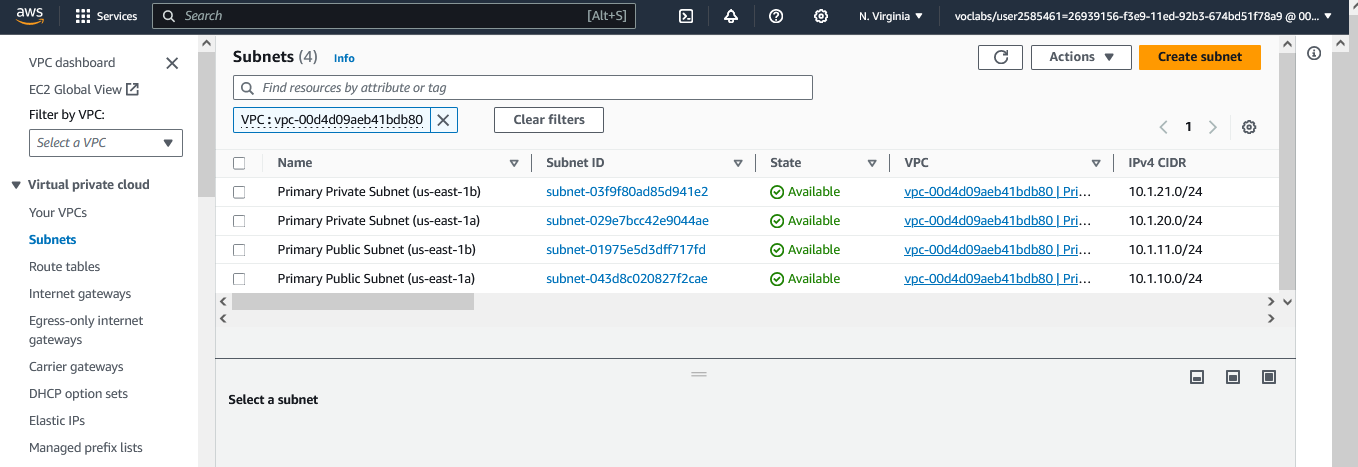 aws Services Search [Alt+S] N. Virginia voclabs/user2585461=26939156-f3e9-11ed-92b3-674bd51f78a9 @ 00...
VPC dashboard
EC2 Global View
Filter by VPC:
Select a VPC
Virtual private cloud
Your VPCs
Subnets
Route tables
Internet gateways
Egress-only internet
gateways
Carrier gateways
DHCP option sets
Elastic IPs
Managed prefix lists
Subnets (4) Info Actions Create subnet
Find resources by attribute or tag
VPC : vpc-00d4d09aeb41bdb80 Clear filters
1
Name Subnet ID State VPC IPv4 CIDR
Primary Private Subnet (us-east-1b) subnet-03f9f80ad85d941e2 Available vpc-00d4d09aeb41bdb80 | Pri... 10.1.21.0/24
Primary Private Subnet (us-east-1a) subnet-029e7bcc42e9044ae Available vpc-00d4d09aeb41bdb80 | Pri... 10.1.20.0/24
Primary Public Subnet (us-east-1b) subnet-01975e5d3dff717fd Available vpc-00d4d09aeb41bdb80 | Pri... 10.1.11.0/24
Primary Public Subnet (us-east-1a) subnet-043d8c020827f2cae Available vpc-00d4d09aeb41bdb80 | Pri... 10.1.10.0/24
Select a subnet